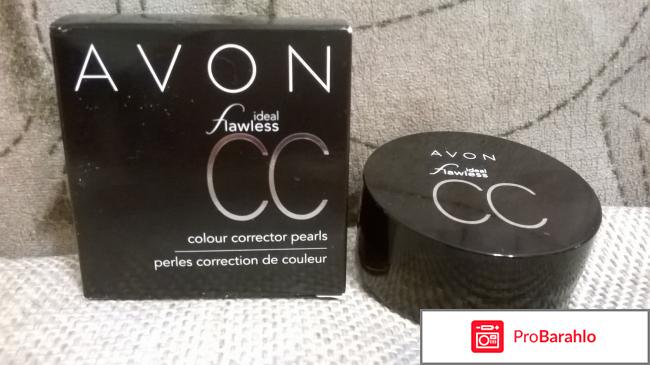 AVON
ideal
flawless
CC
colour corrector pearls
perles correction de couleur
AVON
ideal
flawless
CC
ProBarahlo